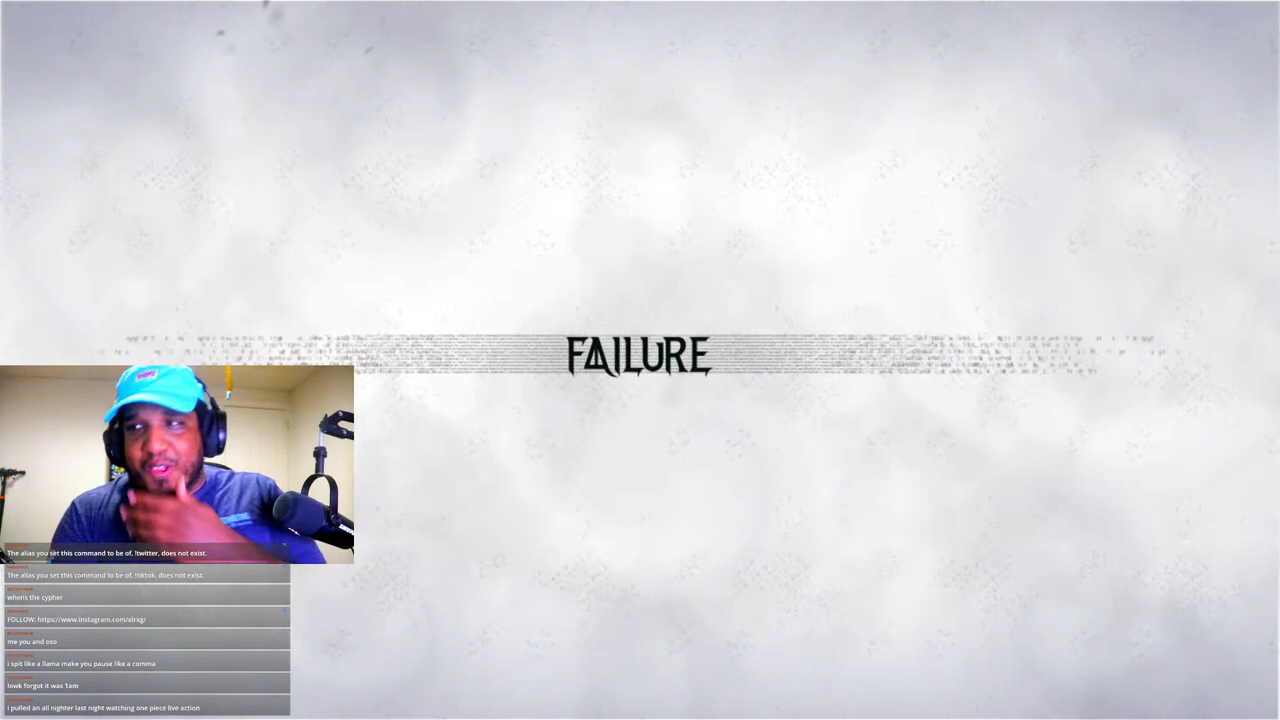 FAILURE
The alias you set this command to be of, !twitter, does not exist.
The alias you set this command to be of, !tiktok, does not exist.
whens the cypher
FOLLOW: https://www.instagram.com/elrxg/
me you and oso
i spit like a llama make you pause like a comma
lowk forgot it was 1am
i pulled an all nighter last night watching one piece live action